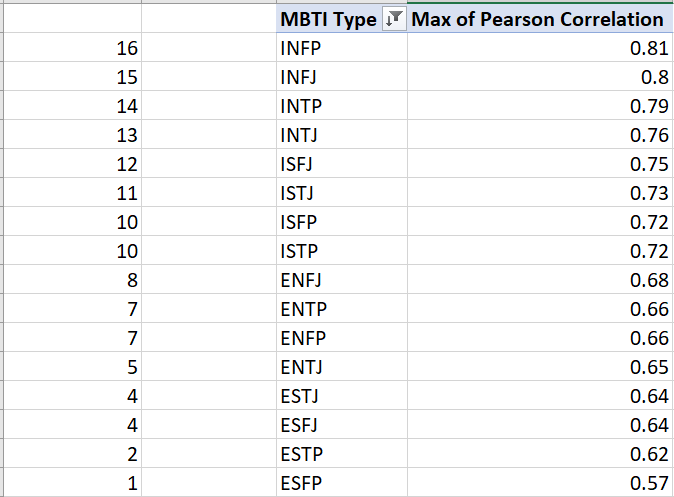 MBTI Type Max of Pearson Correlation
16 INFP 0.81
15 INFJ 0.8
14 INTP 0.79
13 INTJ 0.76
12 ISFJ 0.75
11 ISTJ 0.73
10 ISFP 0.72
10 ISTP 0.72
8 ENFJ 0.68
7 ENTP 0.66
7 ENFP 0.66
5 ENTJ 0.65
4 ESTJ 0.64
4 ESFJ 0.64
2 ESTP 0.62
1 ESFP 0.57